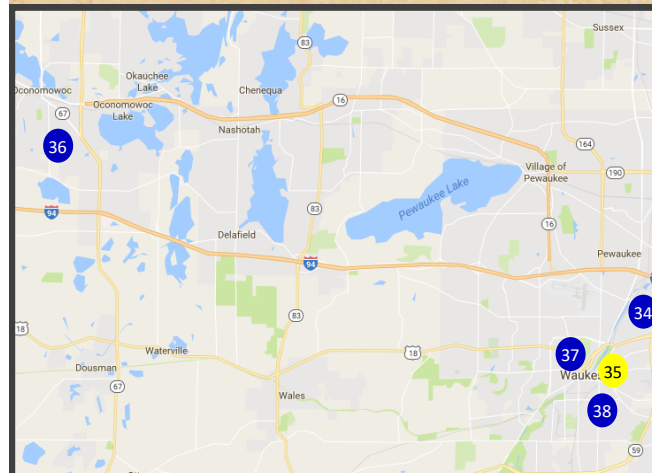 Sussex
83
Okauchee
Lake
Chenequa
Oconomowoc
16
67
Oconomowoc
Lake
Nashotah
36
164
Village of
Pewaukee
190
Pewaukee Lake
94
83
16
Delafield
Pewaukee
94
34
83
18
18
Waterville
37
35
Dousman
67
Wales
38
59